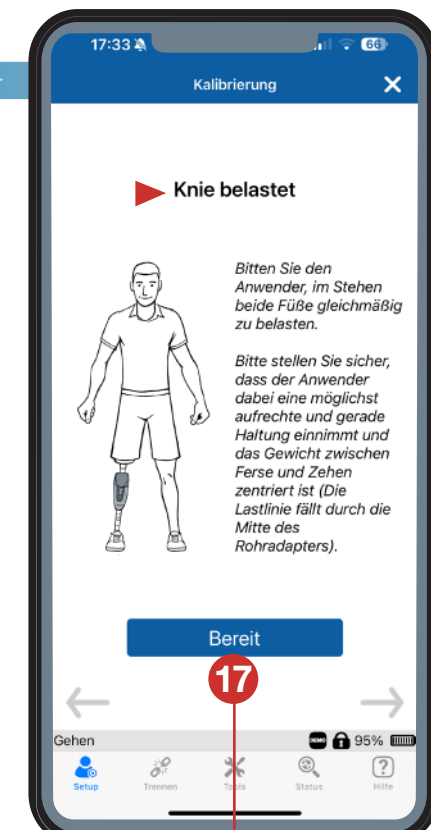 17:33
66
Kalibrierung
Knie belastet
Bitten Sie den
Anwender, im Stehen
beide Füße gleichmäßig
zu belasten.
Bitte stellen Sie sicher,
dass der Anwender
dabei eine möglichst
aufrechte und gerade
Haltung einnimmt und
das Gewicht zwischen
Ferse und Zehen
zentriert ist (Die
Lastlinie fällt durch die
Mitte des
Rohradapters).
Bereit
17
Gehen DEMO 95%
Setup Trennen Tools Status Hilfe